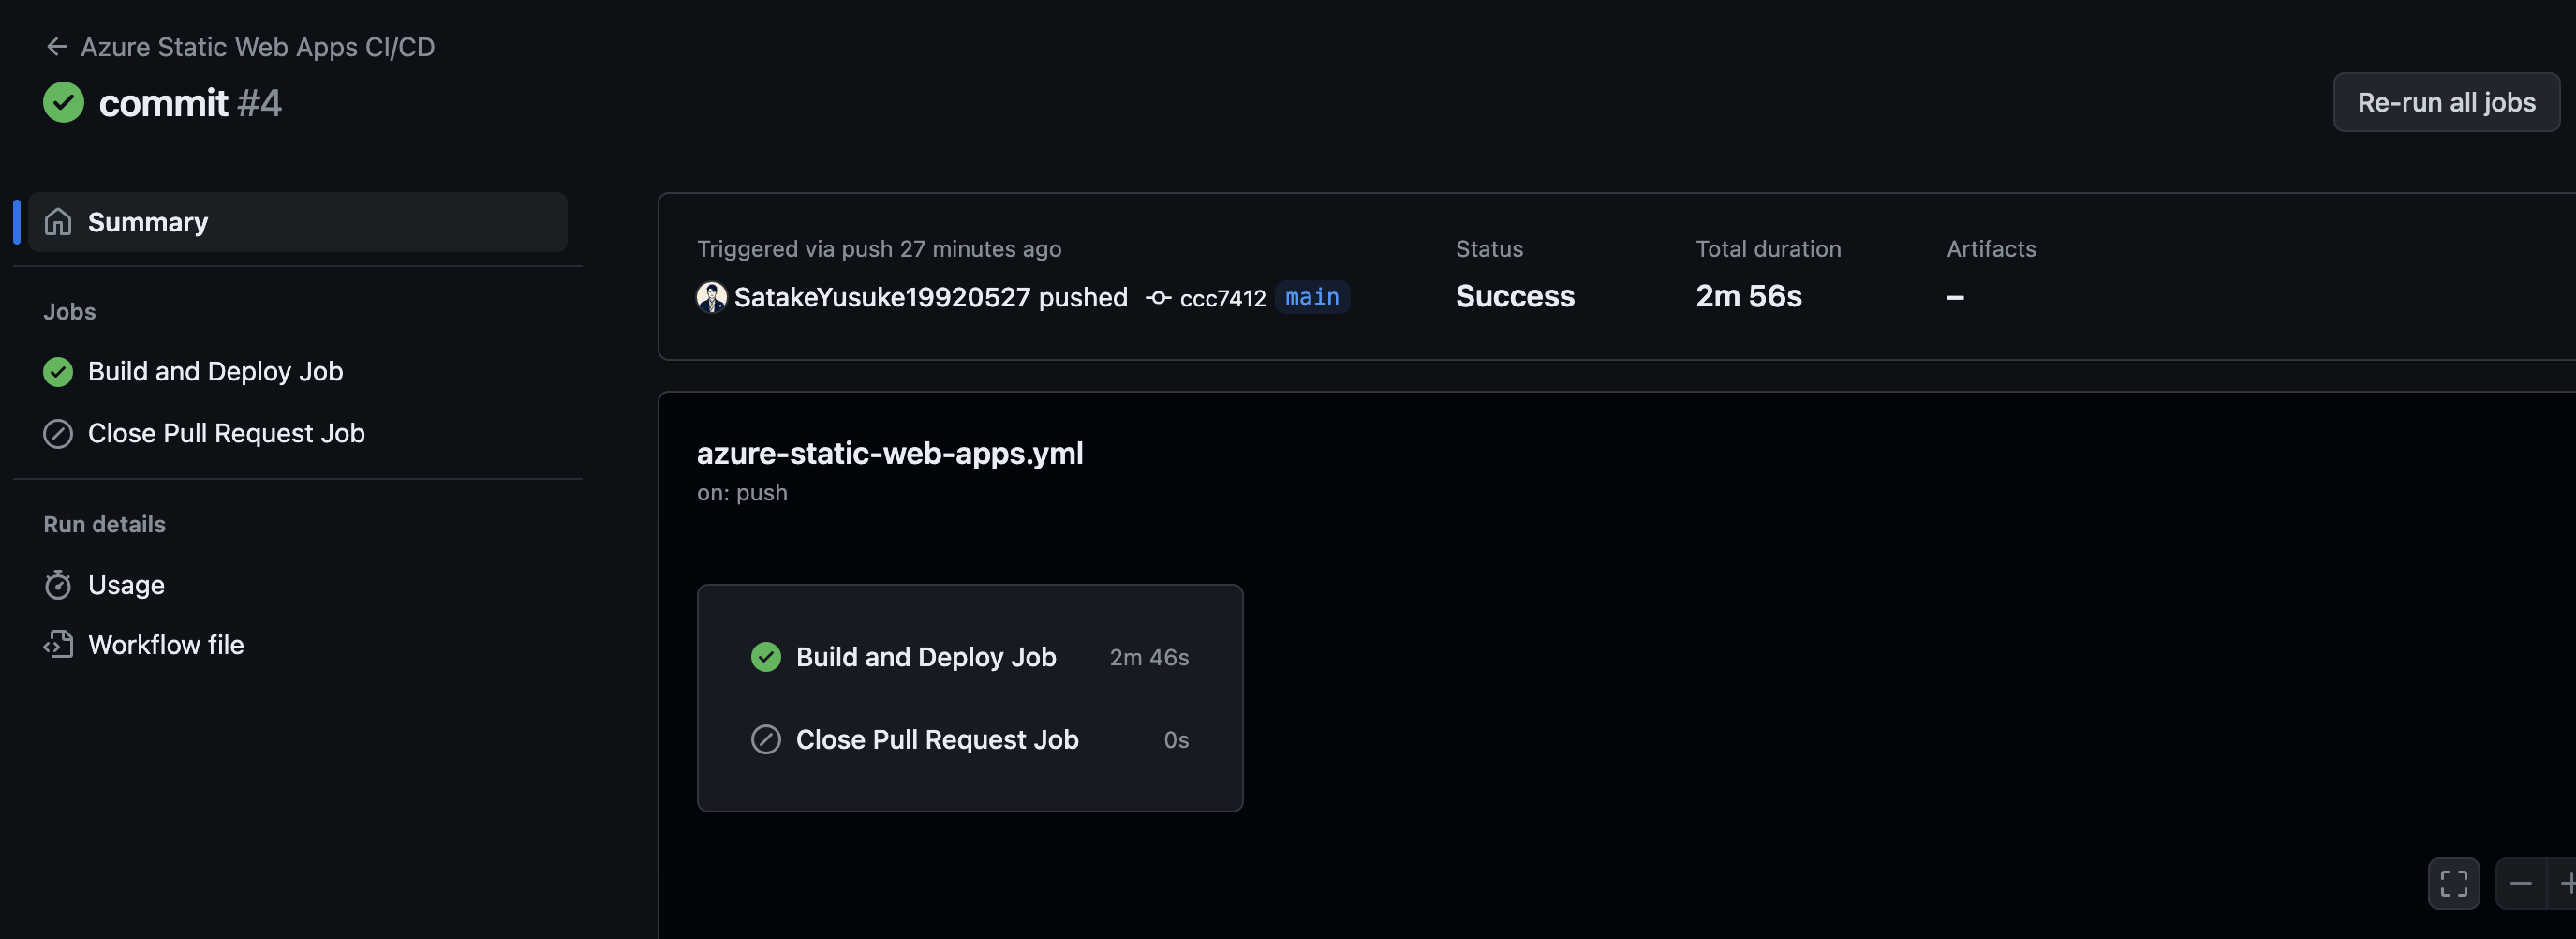 Azure Static Web Apps CI/CD
commit #4
Re-run all jobs
Summary
Jobs
Build and Deploy Job
Close Pull Request Job
Run details
Usage
Workflow file
Triggered via push 27 minutes ago
SatakeYusuke19920527 pushed ccc7412 main
Status
Success
Total duration
2m 56s
Artifacts
–
azure-static-web-apps.yml
on: push
Build and Deploy Job 2m 46s
Close Pull Request Job 0s